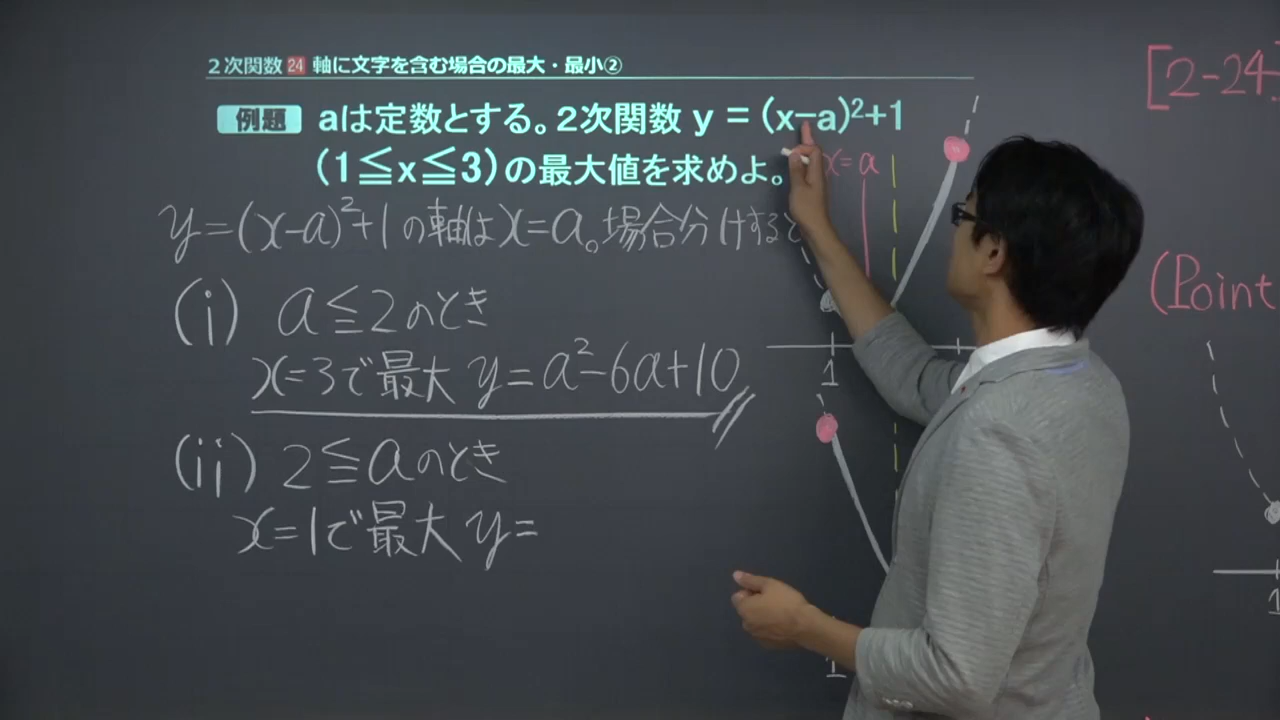 2次関数 24 軸に文字を含む場合の最大・最小②
例題 aは定数とする。2次関数 y = (x-a)²+1
(1≦x≦3)の最大値を求めよ。
x=a
y=(x-a)²+1の軸はx=a。場合分けすると
(i) a≦2のとき
x=3で最大 y=a²-6a+10
(ii) 2≦aのとき
x=1で最大 y=
1
1
[2-24]
(Point
1